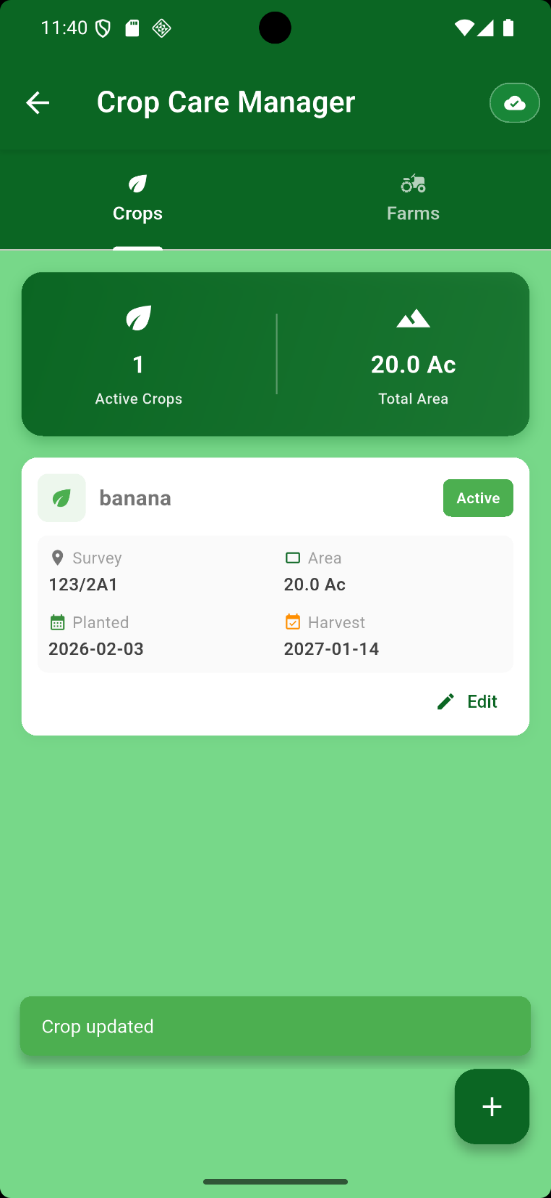 11:40
Crop Care Manager
Crops
Farms
1
20.0 Ac
Active Crops
Total Area
banana
Active
Survey
Area
123/2A1
20.0 Ac
Planted
Harvest
2026-02-03
2027-01-14
Edit
Crop updated
+